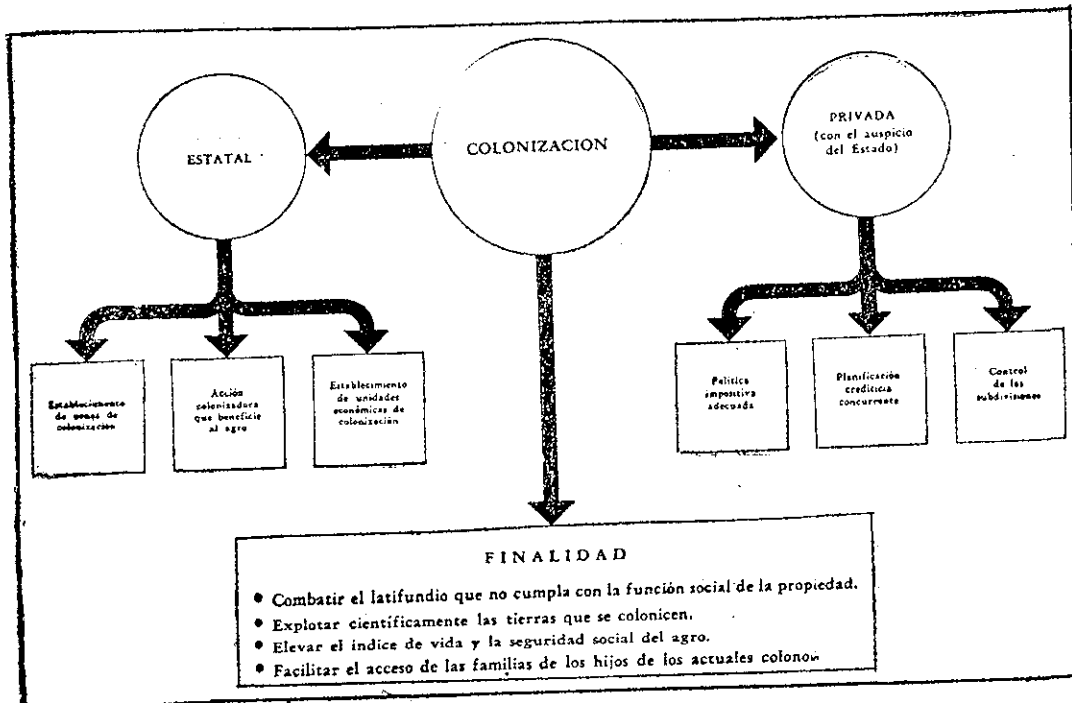 COLONIZACION
ESTATAL
PRIVADA
(con el auspicio
del Estado)
Establecimiento
de zonas de
colonización
Acción
colonizadora
que beneficie
al agro
Establecimiento
de unidades
económicas de
colonización
Política
impositiva
adecuada
Planificación
crediticia
concurrente
Control
de las
subdivisiones
FINALIDAD
• Combatir el latifundio que no cumpla con la función social de la propiedad.
• Explotar científicamente las tierras que se colonicen.
• Elevar el índice de vida y la seguridad social del agro.
• Facilitar el acceso de las familias de los hijos de los actuales colonos